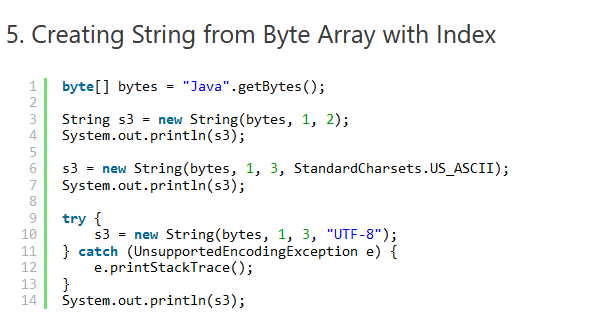 5. Creating String from Byte Array with Index
1 byte[] bytes = "Java".getBytes();
2
3 String s3 = new String(bytes, 1, 2);
4 System.out.println(s3);
5
6 s3 = new String(bytes, 1, 3, StandardCharsets.US_ASCII);
7 System.out.println(s3);
8
9 try {
10     s3 = new String(bytes, 1, 3, "UTF-8");
11 } catch (UnsupportedEncodingException e) {
12     e.printStackTrace();
13 }
14 System.out.println(s3);